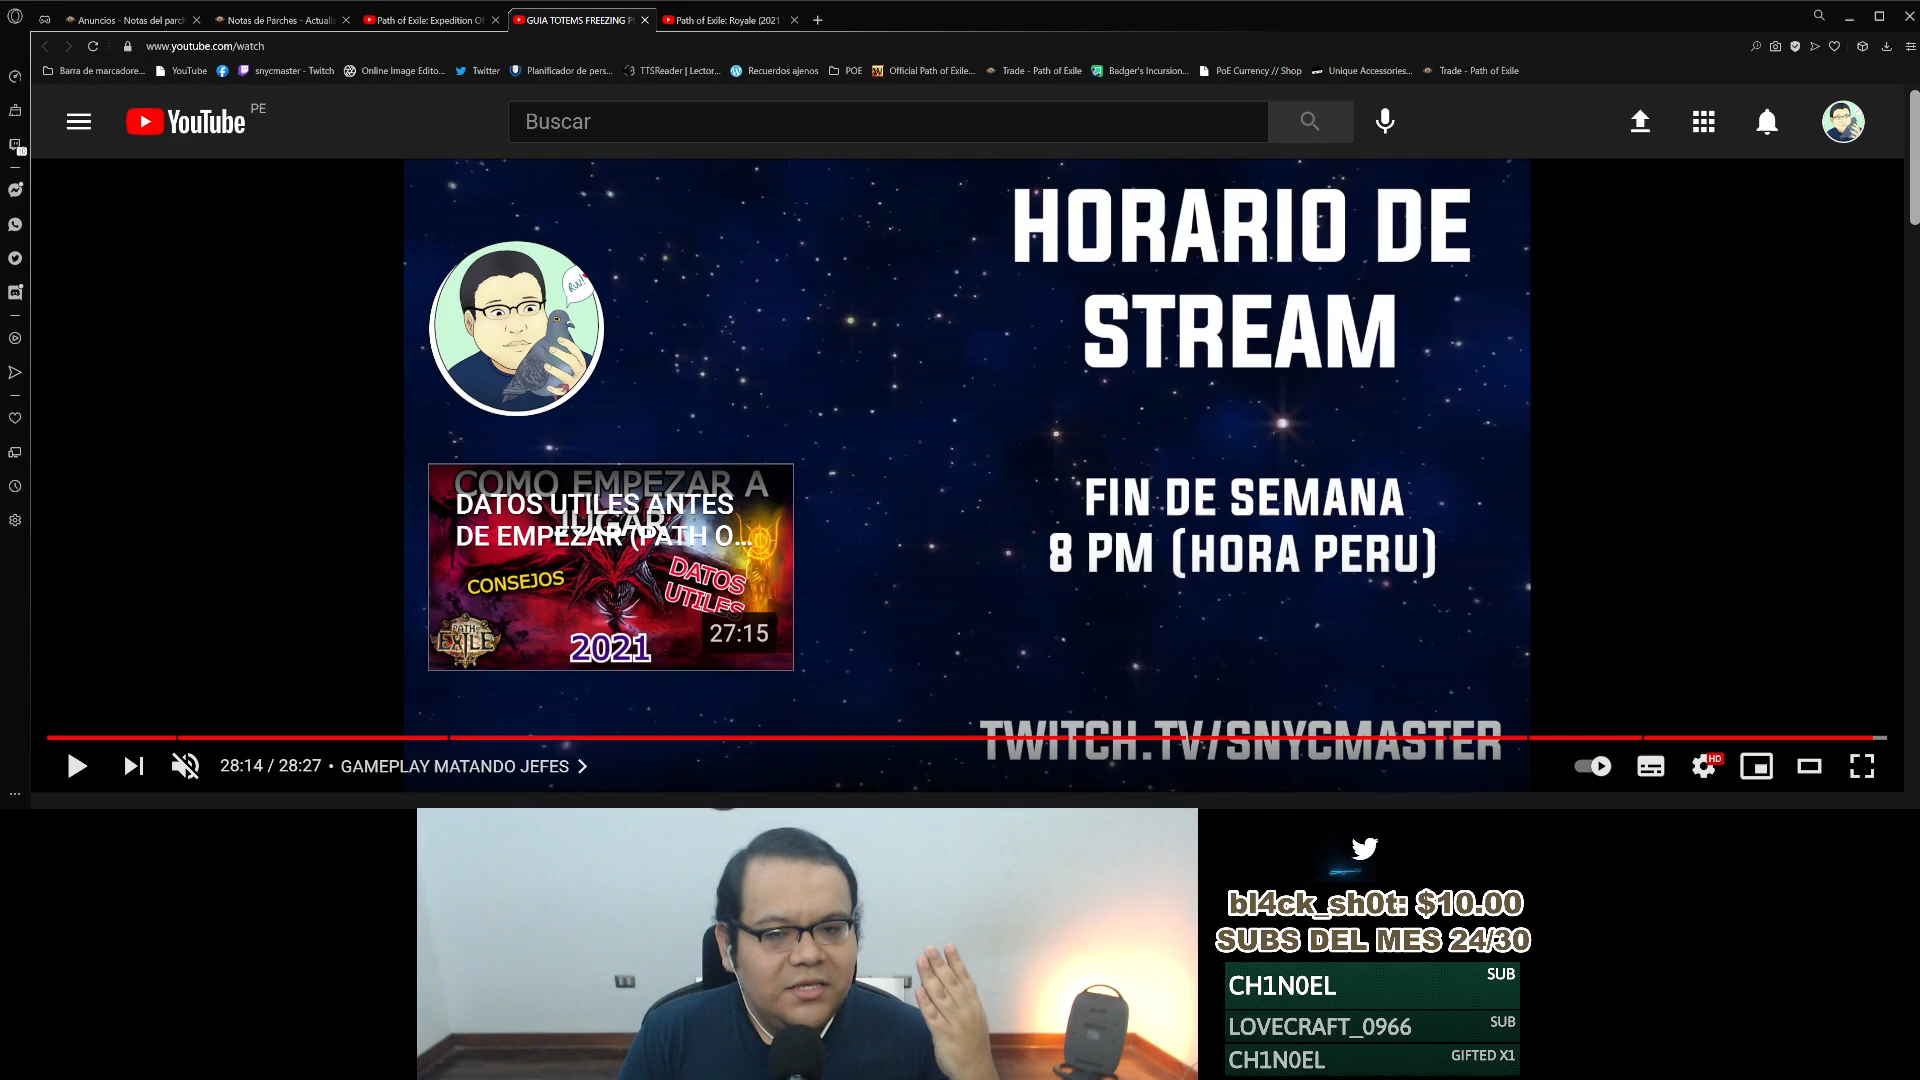 Anuncios - Notas del parch
Notas de Parches - Actuali
Path of Exile: Expedition Of
GUIA TOTEMS FREEZING P
Path of Exile: Royale (2021
www.youtube.com/watch
Barra de marcadore...
YouTube
snycmaster - Twitch
Online Image Edito...
Twitter
Planificador de pers...
TTSReader | Lector...
Recuerdos ajenos
POE
Official Path of Exile...
Trade - Path of Exile
Badger's Incursion...
PoE Currency // Shop
Unique Accessories...
Trade - Path of Exile
YouTube PE
Buscar
HORARIO DE
STREAM
RW!
COMO EMPEZAR A
JUGAR
DATOS UTILES ANTES
DE EMPEZAR (PATH O...
CONSEJOS
DATOS
UTILES
PATH OF
EXILE
2021
27:15
FIN DE SEMANA
8 PM (HORA PERU)
TWITCH.TV/SNYCMASTER
28:14 / 28:27 • GAMEPLAY MATANDO JEFES
HD
bl4ck_sh0t: $10.00
SUBS DEL MES 24/30
CH1N0EL SUB
LOVECRAFT_0966 SUB
CH1N0EL GIFTED X1